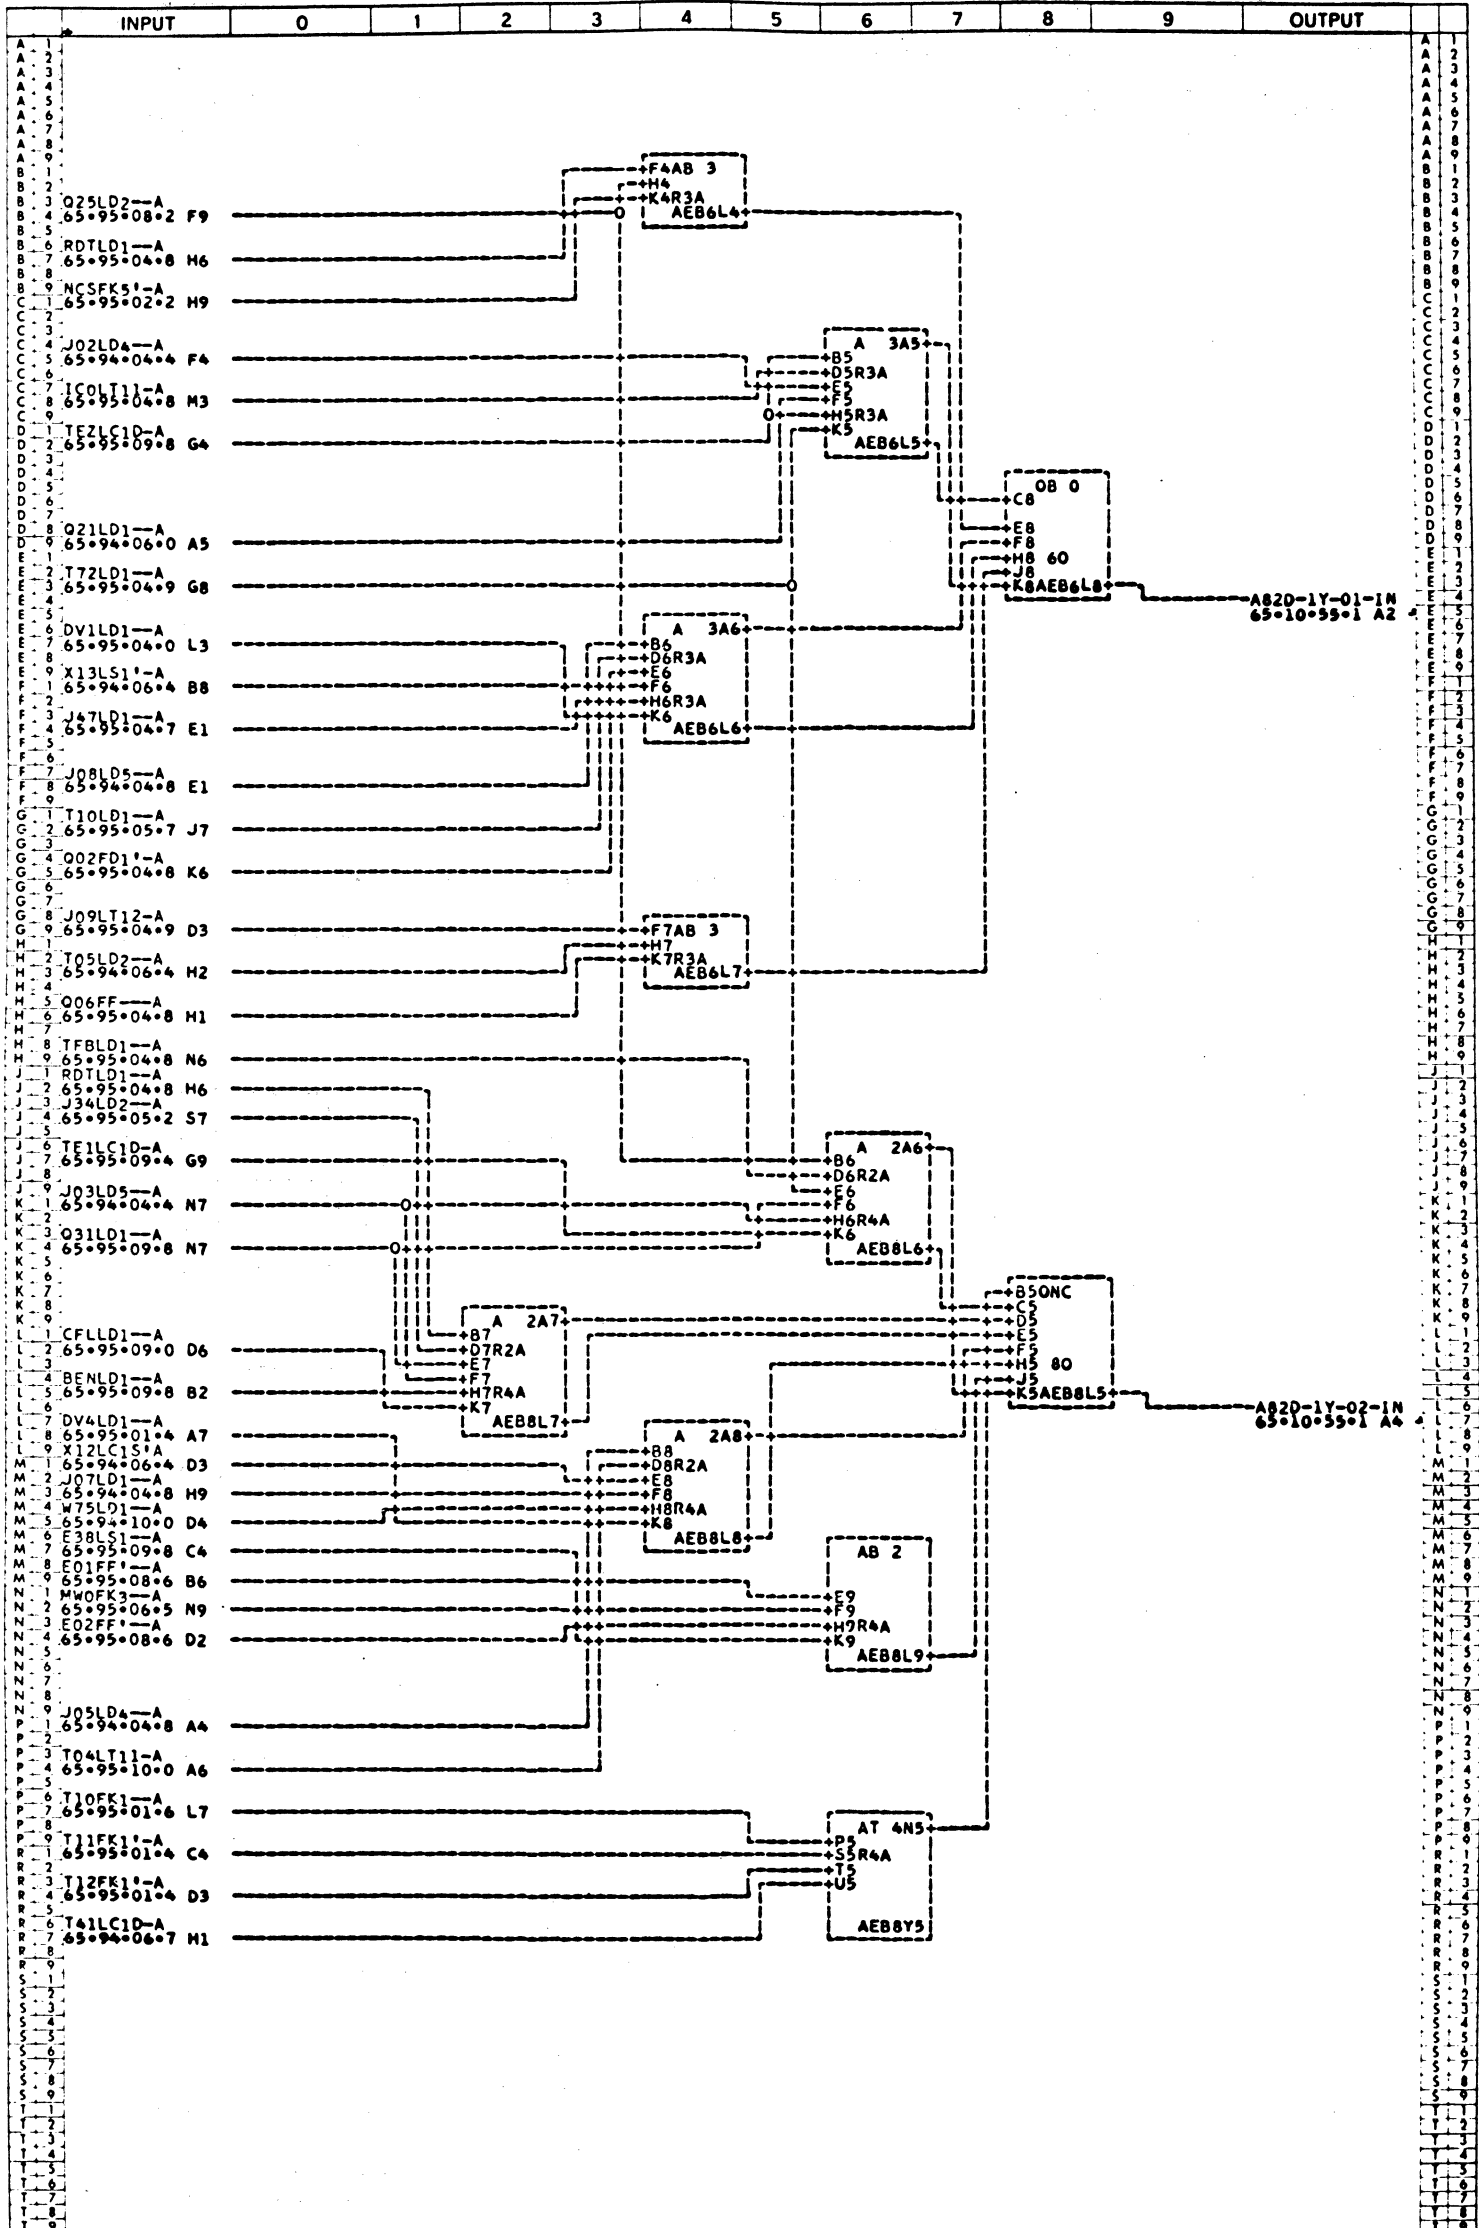 INPUT 0 1 2 3 4 5 6 7 8 9 OUTPUT
F4AB 3
H4
K4R3A
AEB6L4
Q25LD2--A
65•95•08•2 F9
RDTLD1--A
65•95•04•8 H6
NCSFK5'-A
65•95•02•2 H9
J02LD4--A
65•94•04•4 F4
IC0LT11-A
65•95•04•8 M3
TE2LC1D-A
65•95•09•8 G4
A 3A5
B5
D5R3A
E5
F5
H5R3A
K5
AEB6L5
OB 0
C8
E8
F8
H8 60
J8
K8AEB6L8
Q21LD1--A
65•94•06•0 A5
T72LD1--A
65•95•04•9 G8
A82D-1Y-01-IN
65•10•55•1 A2
DV1LD1--A
65•95•04•0 L3
X13LS1'-A
65•94•06•4 B8
J47LD1--A
65•95•04•7 E1
A 3A6
B6
D6R3A
E6
F6
H6R3A
K6
AEB6L6
J08LD5--A
65•94•04•8 E1
T10LD1--A
65•95•05•7 J7
Q02FD1'-A
65•95•04•8 K6
J09LT12-A
65•95•04•9 D3
T05LD2--A
65•94•06•4 H2
Q06FF---A
65•95•04•8 H1
F7AB 3
H7
K7R3A
AEB6L7
TFBLD1--A
65•95•04•8 N6
RDTLD1--A
65•95•04•8 H6
J34LD2--A
65•95•05•2 S7
TE1LC1D-A
65•95•09•4 G9
J03LD5--A
65•94•04•4 N7
Q31LD1--A
65•95•09•8 N7
A 2A6
B6
D6R2A
E6
F6
H6R4A
K6
AEB8L6
B5ONC
C5
D5
E5
F5
H5 80
J5
K5AEB8L5
A 2A7
B7
D7R2A
E7
F7
H7R4A
K7
AEB8L7
CFLLD1--A
65•95•09•0 D6
BENLD1--A
65•95•09•8 B2
DV4LD1--A
65•95•01•4 A7
X12LC1S'A
65•94•06•4 D3
J07LD1--A
65•94•04•8 H9
W75LD1--A
65•94•10•0 D4
E38LS1--A
65•95•09•8 C4
E01FF'--A
65•95•08•6 B6
MW0FK3--A
65•95•06•5 N9
E02FF'--A
65•95•08•6 D2
A82D-1Y-02-IN
65•10•55•1 A4
A 2A8
B8
D8R2A
E8
F8
H8R4A
K8
AEB8L8
AB 2
E9
F9
H9R4A
K9
AEB8L9
J05LD4--A
65•94•04•8 A4
T04LT11-A
65•95•10•0 A6
T10FK1--A
65•95•01•6 L7
T11FK1'-A
65•95•01•4 C4
T12FK1'-A
65•95•01•4 D3
T41LC1D-A
65•94•06•7 H1
AT 4N5
P5
S5R4A
T5
U5
AEB8Y5